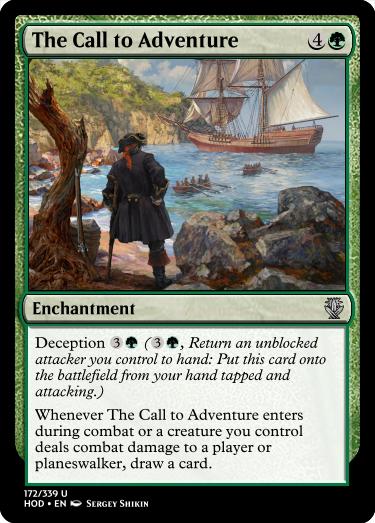 The Call to Adventure 4
Enchantment
Deception 3 (3, Return an unblocked
attacker you control to hand: Put this card onto
the battlefield from your hand tapped and
attacking.)
Whenever The Call to Adventure enters
during combat or a creature you control
deals combat damage to a player or
planeswalker, draw a card.
172/339 U
HOD • EN Sergey Shikin